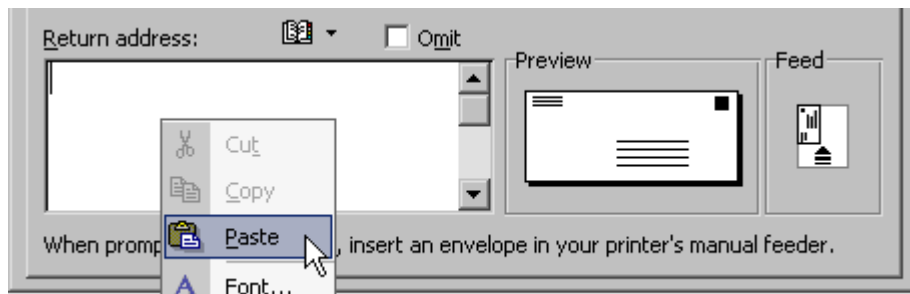 Return address:
Omit
Preview
Feed
Cut
Copy
Paste
When promp , insert an envelope in your printer's manual feeder.
Font...